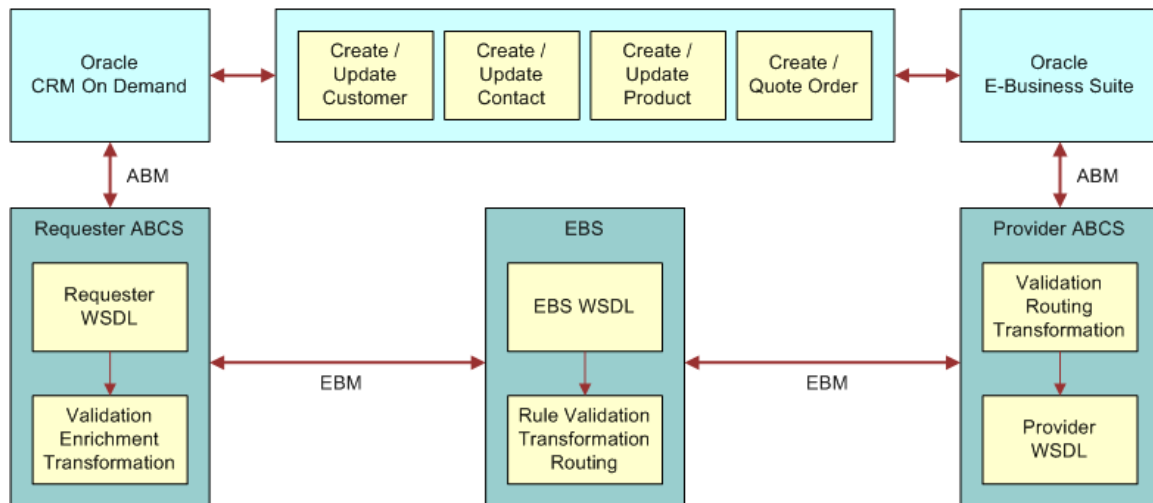 Oracle
CRM On Demand
Create /
Update
Customer
Create /
Update
Contact
Create /
Update
Product
Create /
Quote Order
Oracle
E-Business Suite
ABM
ABM
Requester ABCS
Requester
WSDL
Validation
Enrichment
Transformation
EBM
EBS
EBS WSDL
Rule Validation
Transformation
Routing
EBM
Provider ABCS
Validation
Routing
Transformation
Provider
WSDL